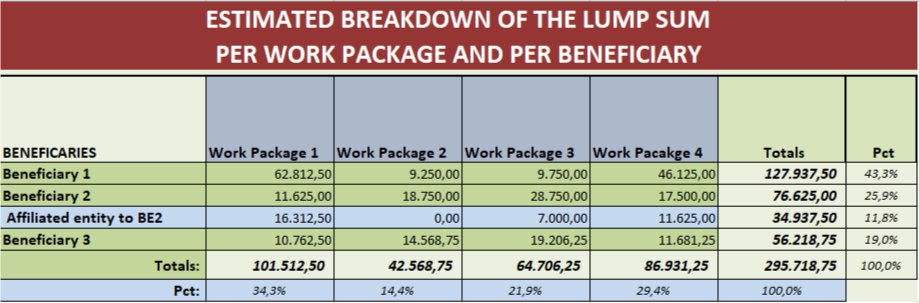 ESTIMATED BREAKDOWN OF THE LUMP SUM
PER WORK PACKAGE AND PER BENEFICIARY
BENEFICARIES Work Package 1 Work Package 2 Work Package 3 Work Pacakge 4 Totals Pct
Beneficiary 1 62.812,50 9.250,00 9.750,00 46.125,00 127.937,50 43,3%
Beneficiary 2 11.625,00 18.750,00 28.750,00 17.500,00 76.625,00 25,9%
Affiliated entity to BE2 16.312,50 0,00 7.000,00 11.625,00 34.937,50 11,8%
Beneficiary 3 10.762,50 14.568,75 19.206,25 11.681,25 56.218,75 19,0%
Totals: 101.512,50 42.568,75 64.706,25 86.931,25 295.718,75 100,0%
Pct: 34,3% 14,4% 21,9% 29,4% 100,0%